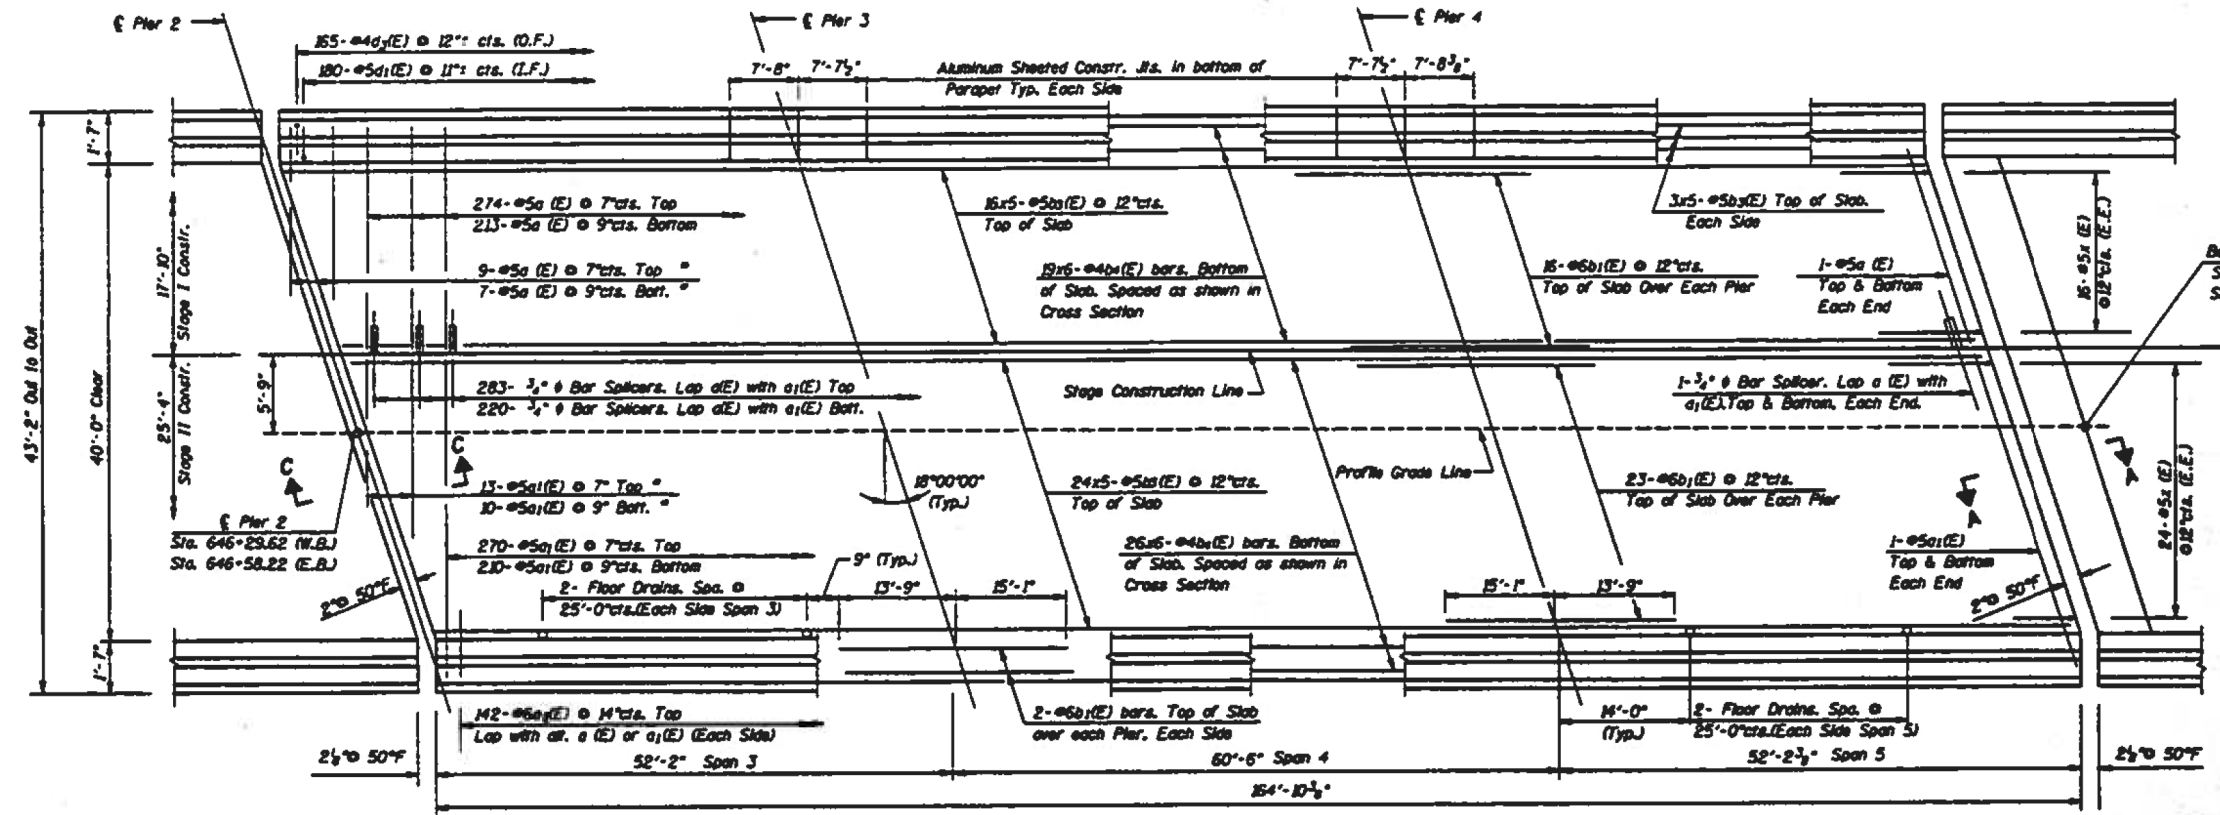 ℄ Pier 2
℄ Pier 3
℄ Pier 4
165- #4d₃(E) @ 12"± cts. (O.F.)
180- #5d₁(E) @ 11"± cts. (I.F.)
7'-8"
7'-7½"
Aluminum Sheeted Constr. Jts. in bottom of
Parapet Typ. Each Side
7'-7½"
7'-8⅜"
1'-7"
43'-2" Out to Out
40'-0" Clear
17'-10"
Stage I Constr.
25'-4"
Stage II Constr.
5'-9"
1'-7"
274- #5a (E) @ 7"cts. Top
213- #5a (E) @ 9"cts. Bottom
16x5- #5b₃(E) @ 12"cts.
Top of Slab
3x5- #5b₃(E) Top of Slab.
Each Side
9- #5a (E) @ 7"cts. Top *
7- #5a (E) @ 9"cts. Bott. *
19x6- #4b₄(E) bars. Bottom
of Slab. Spaced as shown in
Cross Section
16- #6b₁(E) @ 12"cts.
Top of Slab Over Each Pier
1- #5a (E)
Top & Bottom
Each End
16- #5x (E)
@12"cts. (E.E.)
283- ¾" ϕ Bar Splicers. Lap a(E) with a₁(E) Top
220- ¾" ϕ Bar Splicers. Lap a(E) with a₁(E) Bott.
Stage Construction Line
1- ¾" ϕ Bar Splicer. Lap a (E) with
a₁(E).Top & Bottom, Each End.
C
C
13- #5a₁(E) @ 7" Top *
10- #5a₁(E) @ 9" Bott. *
18°00'00"
(Typ.)
24x5- #5b₃(E) @ 12"cts.
Top of Slab
Profile Grade Line
23- #6b₁(E) @ 12"cts.
Top of Slab Over Each Pier
A
A
24- #5x (E)
@12"cts. (E.E.)
℄ Pier 2
Sta. 646+29.62 (W.B.)
Sta. 646+58.22 (E.B.)
270- #5a₁(E) @ 7"cts. Top
210- #5a₁(E) @ 9"cts. Bottom
26x6- #4b₄(E) bars. Bottom
of Slab. Spaced as shown in
Cross Section
1- #5a₁(E)
Top & Bottom
Each End
2"@ 50°F
2- Floor Drains. Spa. @
25'-0"cts.(Each Side Span 3)
9" (Typ.)
13'-9"
15'-1"
15'-1"
13'-9"
2"@ 50°F
142- #6a₂(E) @ 14"cts. Top
Lap with alt. a (E) or a₁(E) (Each Side)
2- #6b₁(E) bars. Top of Slab
over each Pier, Each Side
14'-0"
(Typ.)
2- Floor Drains. Spa. @
25'-0"cts.(Each Side Span 5)
2⅛"@ 50°F
52'-2" Span 3
60'-6" Span 4
52'-2⅜" Span 5
2⅛"@ 50°F
164'-10⅜"